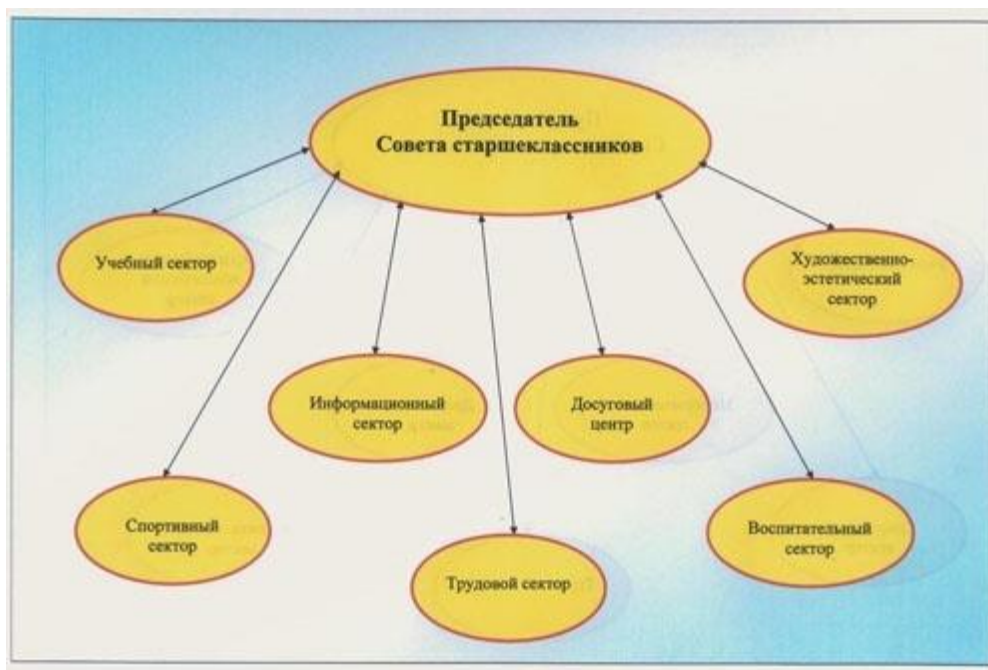 Председатель
Совета старшеклассников
Учебный сектор
Художественно-
эстетический
сектор
Информационный
сектор
Досуговый
центр
Спортивный
сектор
Воспитательный
сектор
Трудовой сектор